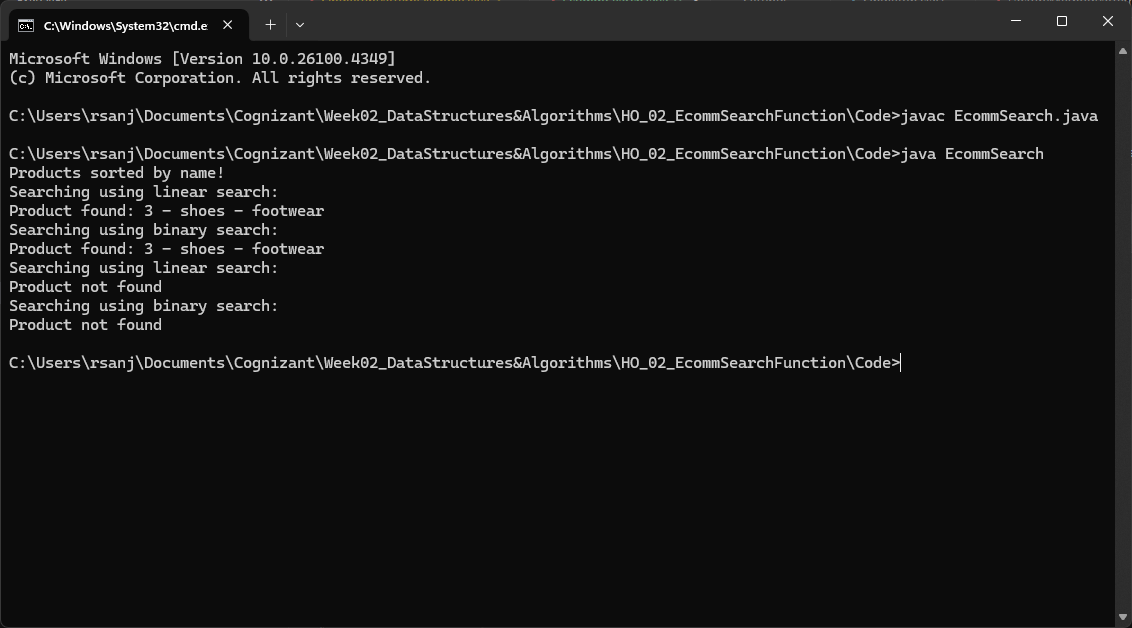 C:\Windows\System32\cmd.e
Microsoft Windows [Version 10.0.26100.4349]
(c) Microsoft Corporation. All rights reserved.
C:\Users\rsanj\Documents\Cognizant\Week02_DataStructures&Algorithms\HO_02_EcommSearchFunction\Code>javac EcommSearch.java
C:\Users\rsanj\Documents\Cognizant\Week02_DataStructures&Algorithms\HO_02_EcommSearchFunction\Code>java EcommSearch
Products sorted by name!
Searching using linear search:
Product found: 3 - shoes - footwear
Searching using binary search:
Product found: 3 - shoes - footwear
Searching using linear search:
Product not found
Searching using binary search:
Product not found
C:\Users\rsanj\Documents\Cognizant\Week02_DataStructures&Algorithms\HO_02_EcommSearchFunction\Code>